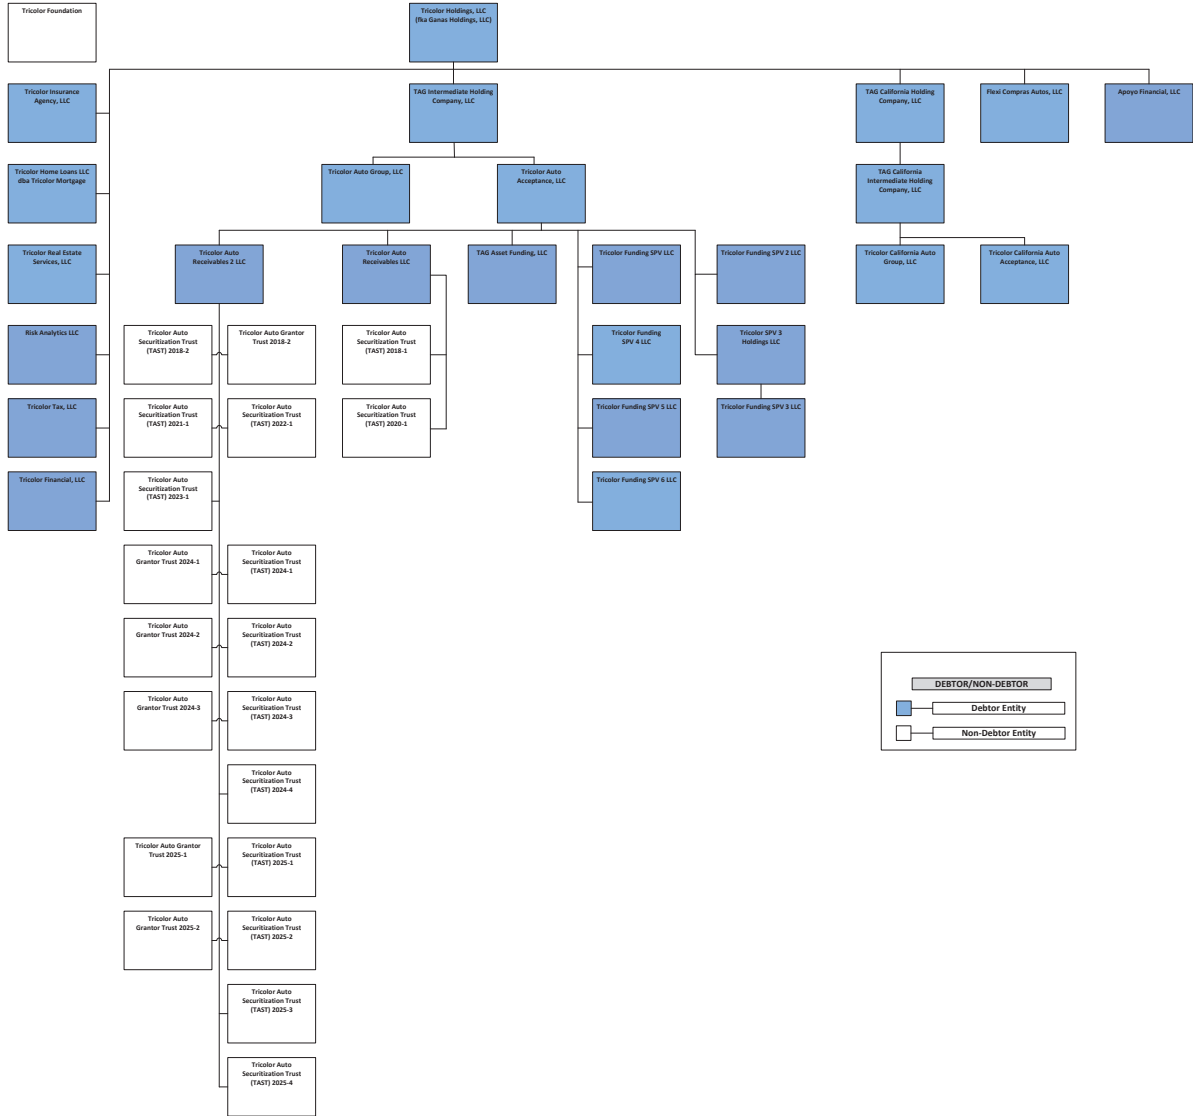 Tricolor Foundation
Tricolor Holdings, LLC
(fka Ganas Holdings, LLC)
Tricolor Insurance
Agency, LLC
TAG Intermediate Holding
Company, LLC
TAG California Holding
Company, LLC
Flexi Compras Autos, LLC
Apoyo Financial, LLC
Tricolor Home Loans LLC
dba Tricolor Mortgage
Tricolor Auto Group, LLC
Tricolor Auto
Acceptance, LLC
TAG California
Intermediate Holding
Company, LLC
Tricolor Real Estate
Services, LLC
Tricolor Auto
Receivables 2 LLC
Tricolor Auto
Receivables LLC
TAG Asset Funding, LLC
Tricolor Funding SPV LLC
Tricolor Funding SPV 2 LLC
Tricolor California Auto
Group, LLC
Tricolor California Auto
Acceptance, LLC
Risk Analytics LLC
Tricolor Auto
Securitization Trust
(TAST) 2018-2
Tricolor Auto Grantor
Trust 2018-2
Tricolor Auto
Securitization Trust
(TAST) 2018-1
Tricolor Funding
SPV 4 LLC
Tricolor SPV 3
Holdings LLC
Tricolor Tax, LLC
Tricolor Auto
Securitization Trust
(TAST) 2021-1
Tricolor Auto
Securitization Trust
(TAST) 2022-1
Tricolor Auto
Securitization Trust
(TAST) 2020-1
Tricolor Funding SPV 5 LLC
Tricolor Funding SPV 3 LLC
Tricolor Financial, LLC
Tricolor Auto
Securitization Trust
(TAST) 2023-1
Tricolor Funding SPV 6 LLC
Tricolor Auto
Grantor Trust 2024-1
Tricolor Auto
Securitization Trust
(TAST) 2024-1
Tricolor Auto
Grantor Trust 2024-2
Tricolor Auto
Securitization Trust
(TAST) 2024-2
Tricolor Auto
Grantor Trust 2024-3
Tricolor Auto
Securitization Trust
(TAST) 2024-3
DEBTOR/NON-DEBTOR
Debtor Entity
Non-Debtor Entity
Tricolor Auto
Securitization Trust
(TAST) 2024-4
Tricolor Auto Grantor
Trust 2025-1
Tricolor Auto
Securitization Trust
(TAST) 2025-1
Tricolor Auto
Grantor Trust 2025-2
Tricolor Auto
Securitization Trust
(TAST) 2025-2
Tricolor Auto
Securitization Trust
(TAST) 2025-3
Tricolor Auto
Securitization Trust
(TAST) 2025-4